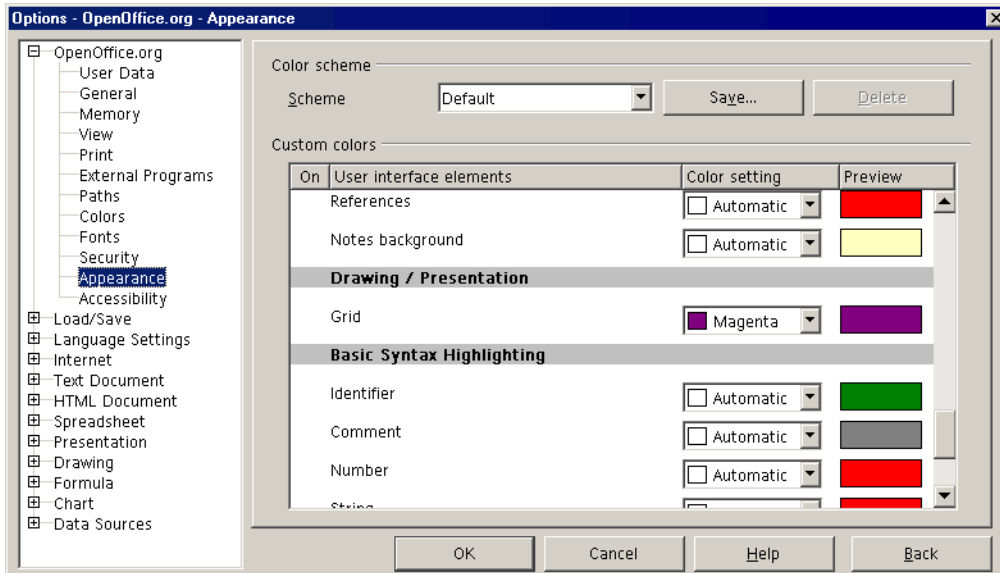 Options - OpenOffice.org - Appearance
OpenOffice.org
User Data
General
Memory
View
Print
External Programs
Paths
Colors
Fonts
Security
Appearance
Accessibility
Load/Save
Language Settings
Internet
Text Document
HTML Document
Spreadsheet
Presentation
Drawing
Formula
Chart
Data Sources
Color scheme
Scheme Default Save... Delete
Custom colors
On User interface elements Color setting Preview
References Automatic
Notes background Automatic
Drawing / Presentation
Grid Magenta
Basic Syntax Highlighting
Identifier Automatic
Comment Automatic
Number Automatic
String
OK Cancel Help Back